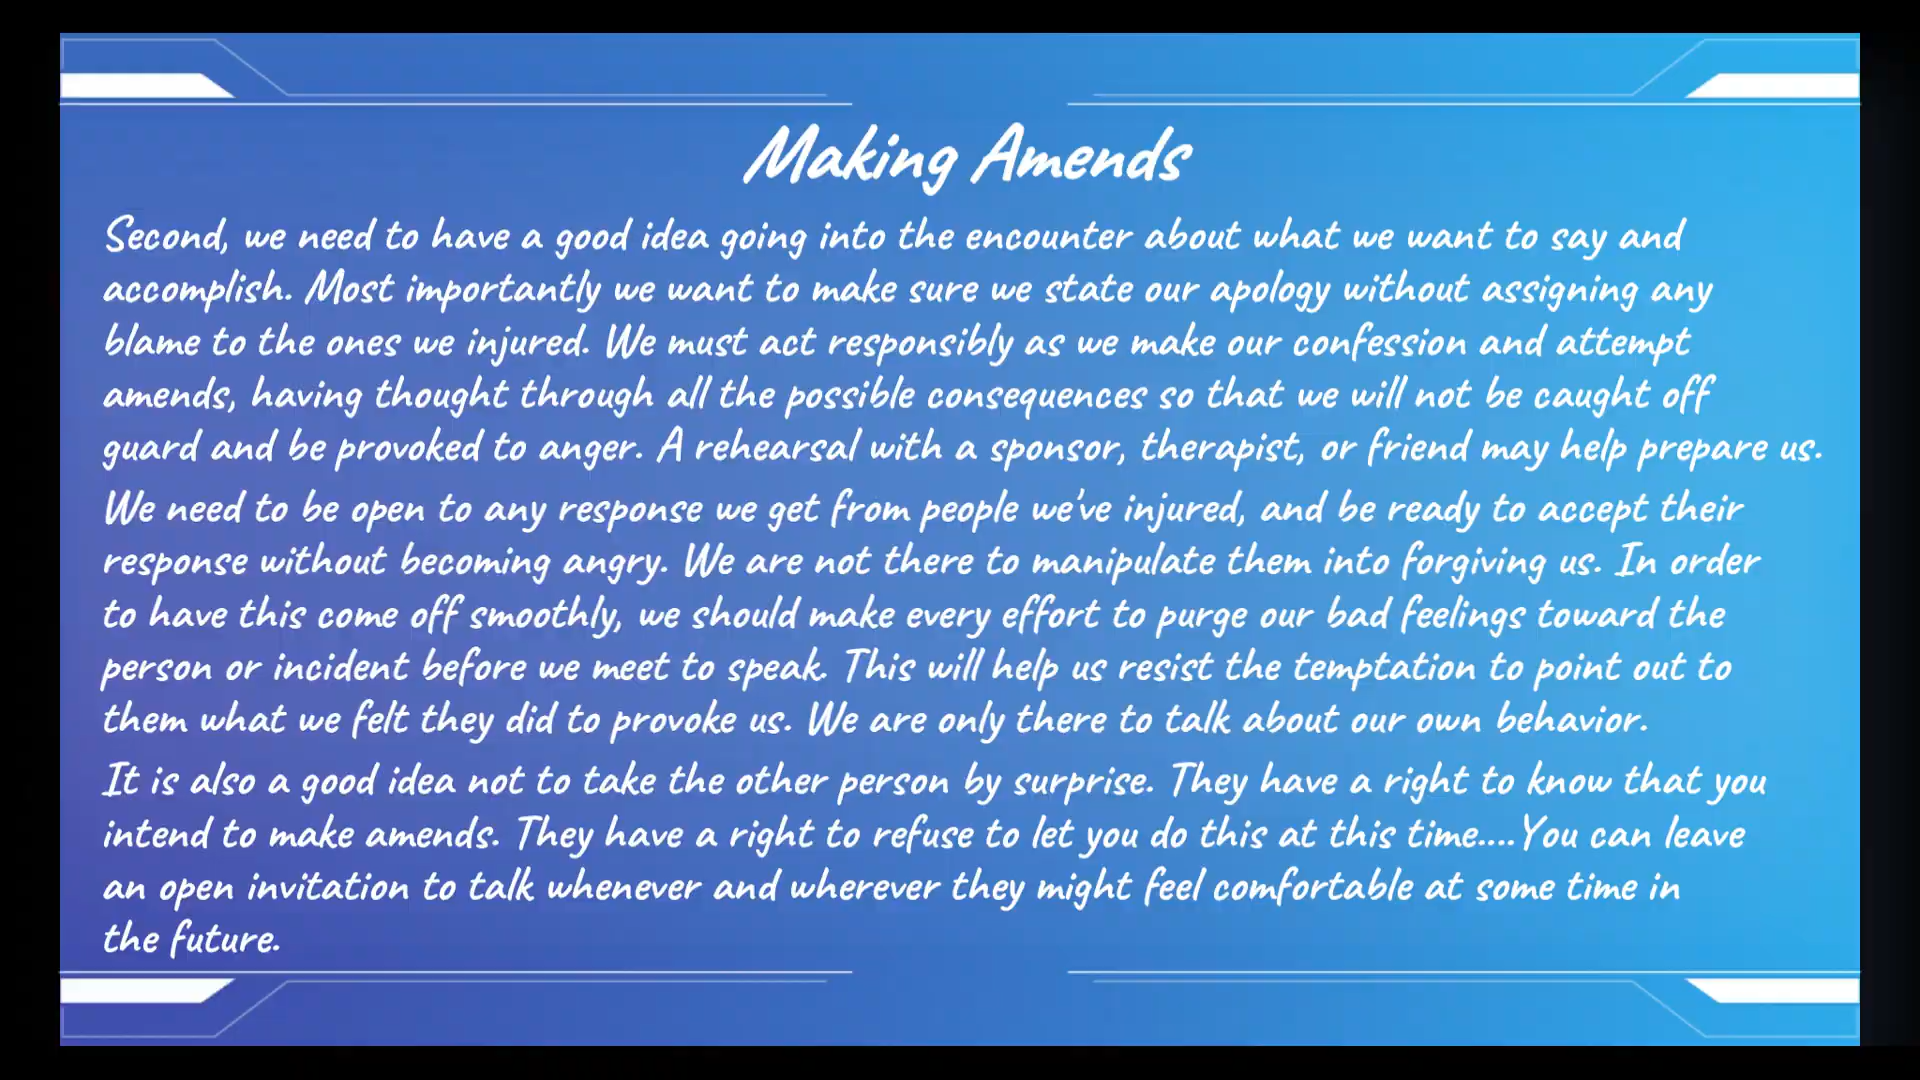 Making Amends
Second, we need to have a good idea going into the encounter about what we want to say and
accomplish. Most importantly we want to make sure we state our apology without assigning any
blame to the ones we injured. We must act responsibly as we make our confession and attempt
amends, having thought through all the possible consequences so that we will not be caught off
guard and be provoked to anger. A rehearsal with a sponsor, therapist, or friend may help prepare us.
We need to be open to any response we get from people we've injured, and be ready to accept their
response without becoming angry. We are not there to manipulate them into forgiving us. In order
to have this come off smoothly, we should make every effort to purge our bad feelings toward the
person or incident before we meet to speak. This will help us resist the temptation to point out to
them what we felt they did to provoke us. We are only there to talk about our own behavior.
It is also a good idea not to take the other person by surprise. They have a right to know that you
intend to make amends. They have a right to refuse to let you do this at this time....You can leave
an open invitation to talk whenever and wherever they might feel comfortable at some time in
the future.